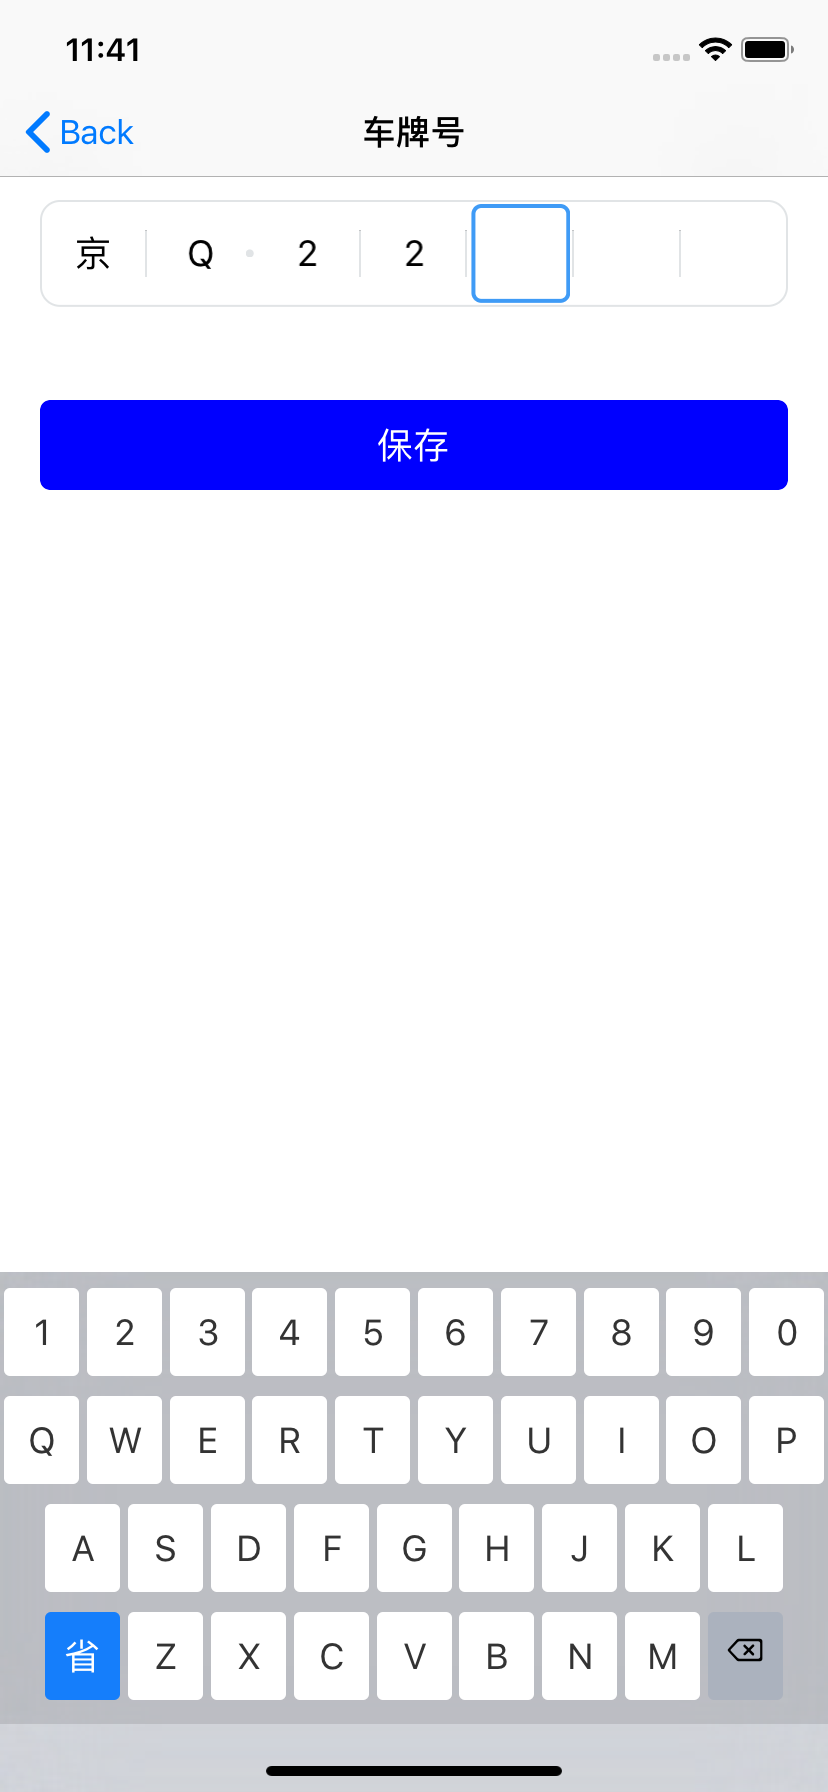 11:41
Back 车牌号
京 Q · 2 2
保存
1 2 3 4 5 6 7 8 9 0
Q W E R T Y U I O P
A S D F G H J K L
省 Z X C V B N M